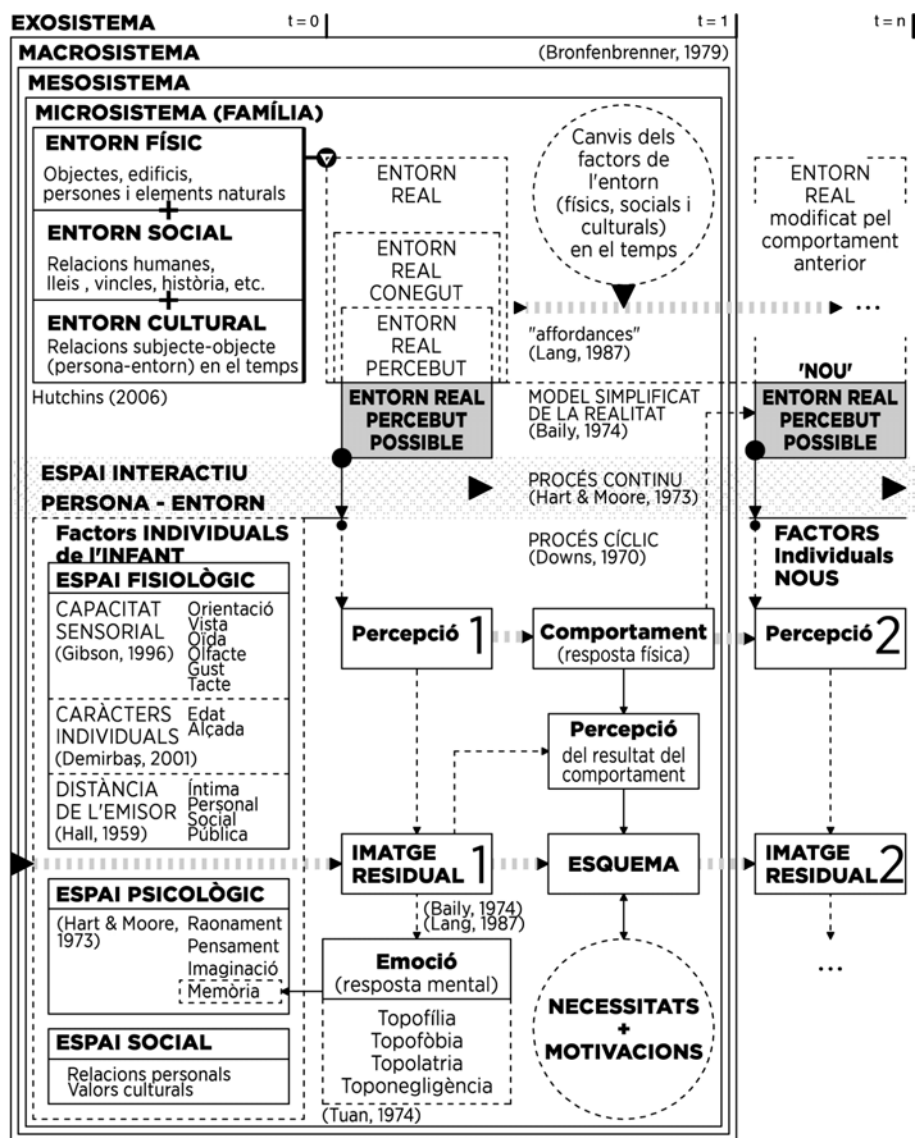 EXOSISTEMA
t = 0
t = 1
t = n
MACROSISTEMA
(Bronfenbrenner, 1979)
MESOSISTEMA
MICROSISTEMA (FAMÍLIA)
ENTORN FÍSIC
Objectes, edificis,
persones i elements naturals
+
ENTORN SOCIAL
Relacions humanes,
lleis , vincles, història, etc.
+
ENTORN CULTURAL
Relacions subjecte-objecte
(persona-entorn) en el temps
Hutchins (2006)
ENTORN
REAL
ENTORN
REAL
CONEGUT
ENTORN
REAL
PERCEBUT
ENTORN REAL
PERCEBUT
POSSIBLE
Canvis dels
factors de
l'entorn
(físics, socials i
culturals)
en el temps
"affordances"
(Lang, 1987)
MODEL SIMPLIFICAT
DE LA REALITAT
(Baily, 1974)
PROCÉS CONTINU
(Hart & Moore, 1973)
PROCÉS CÍCLIC
(Downs, 1970)
ENTORN
REAL
modificat pel
comportament
anterior
...
'NOU'
ENTORN REAL
PERCEBUT
POSSIBLE
ESPAI INTERACTIU
PERSONA - ENTORN
Factors INDIVIDUALS
de l'INFANT
ESPAI FISIOLÒGIC
CAPACITAT
SENSORIAL
(Gibson, 1996)
Orientació
Vista
Oïda
Olfacte
Gust
Tacte
CARÀCTERS
INDIVIDUALS
(Demirbaş, 2001)
Edat
Alçada
DISTÀNCIA
DE L'EMISOR
(Hall, 1959)
Íntima
Personal
Social
Pública
ESPAI PSICOLÒGIC
(Hart & Moore,
1973)
Raonament
Pensament
Imaginació
Memòria
ESPAI SOCIAL
Relacions personals
Valors culturals
Percepció 1
Comportament
(resposta física)
Percepció
del resultat del
comportament
IMATGE
RESIDUAL 1
ESQUEMA
(Baily, 1974)
(Lang, 1987)
Emoció
(resposta mental)
Topofília
Topofòbia
Topolatria
Toponegligència
(Tuan, 1974)
NECESSITATS
+
MOTIVACIONS
FACTORS
Individuals
NOUS
Percepció 2
IMATGE
RESIDUAL 2
...